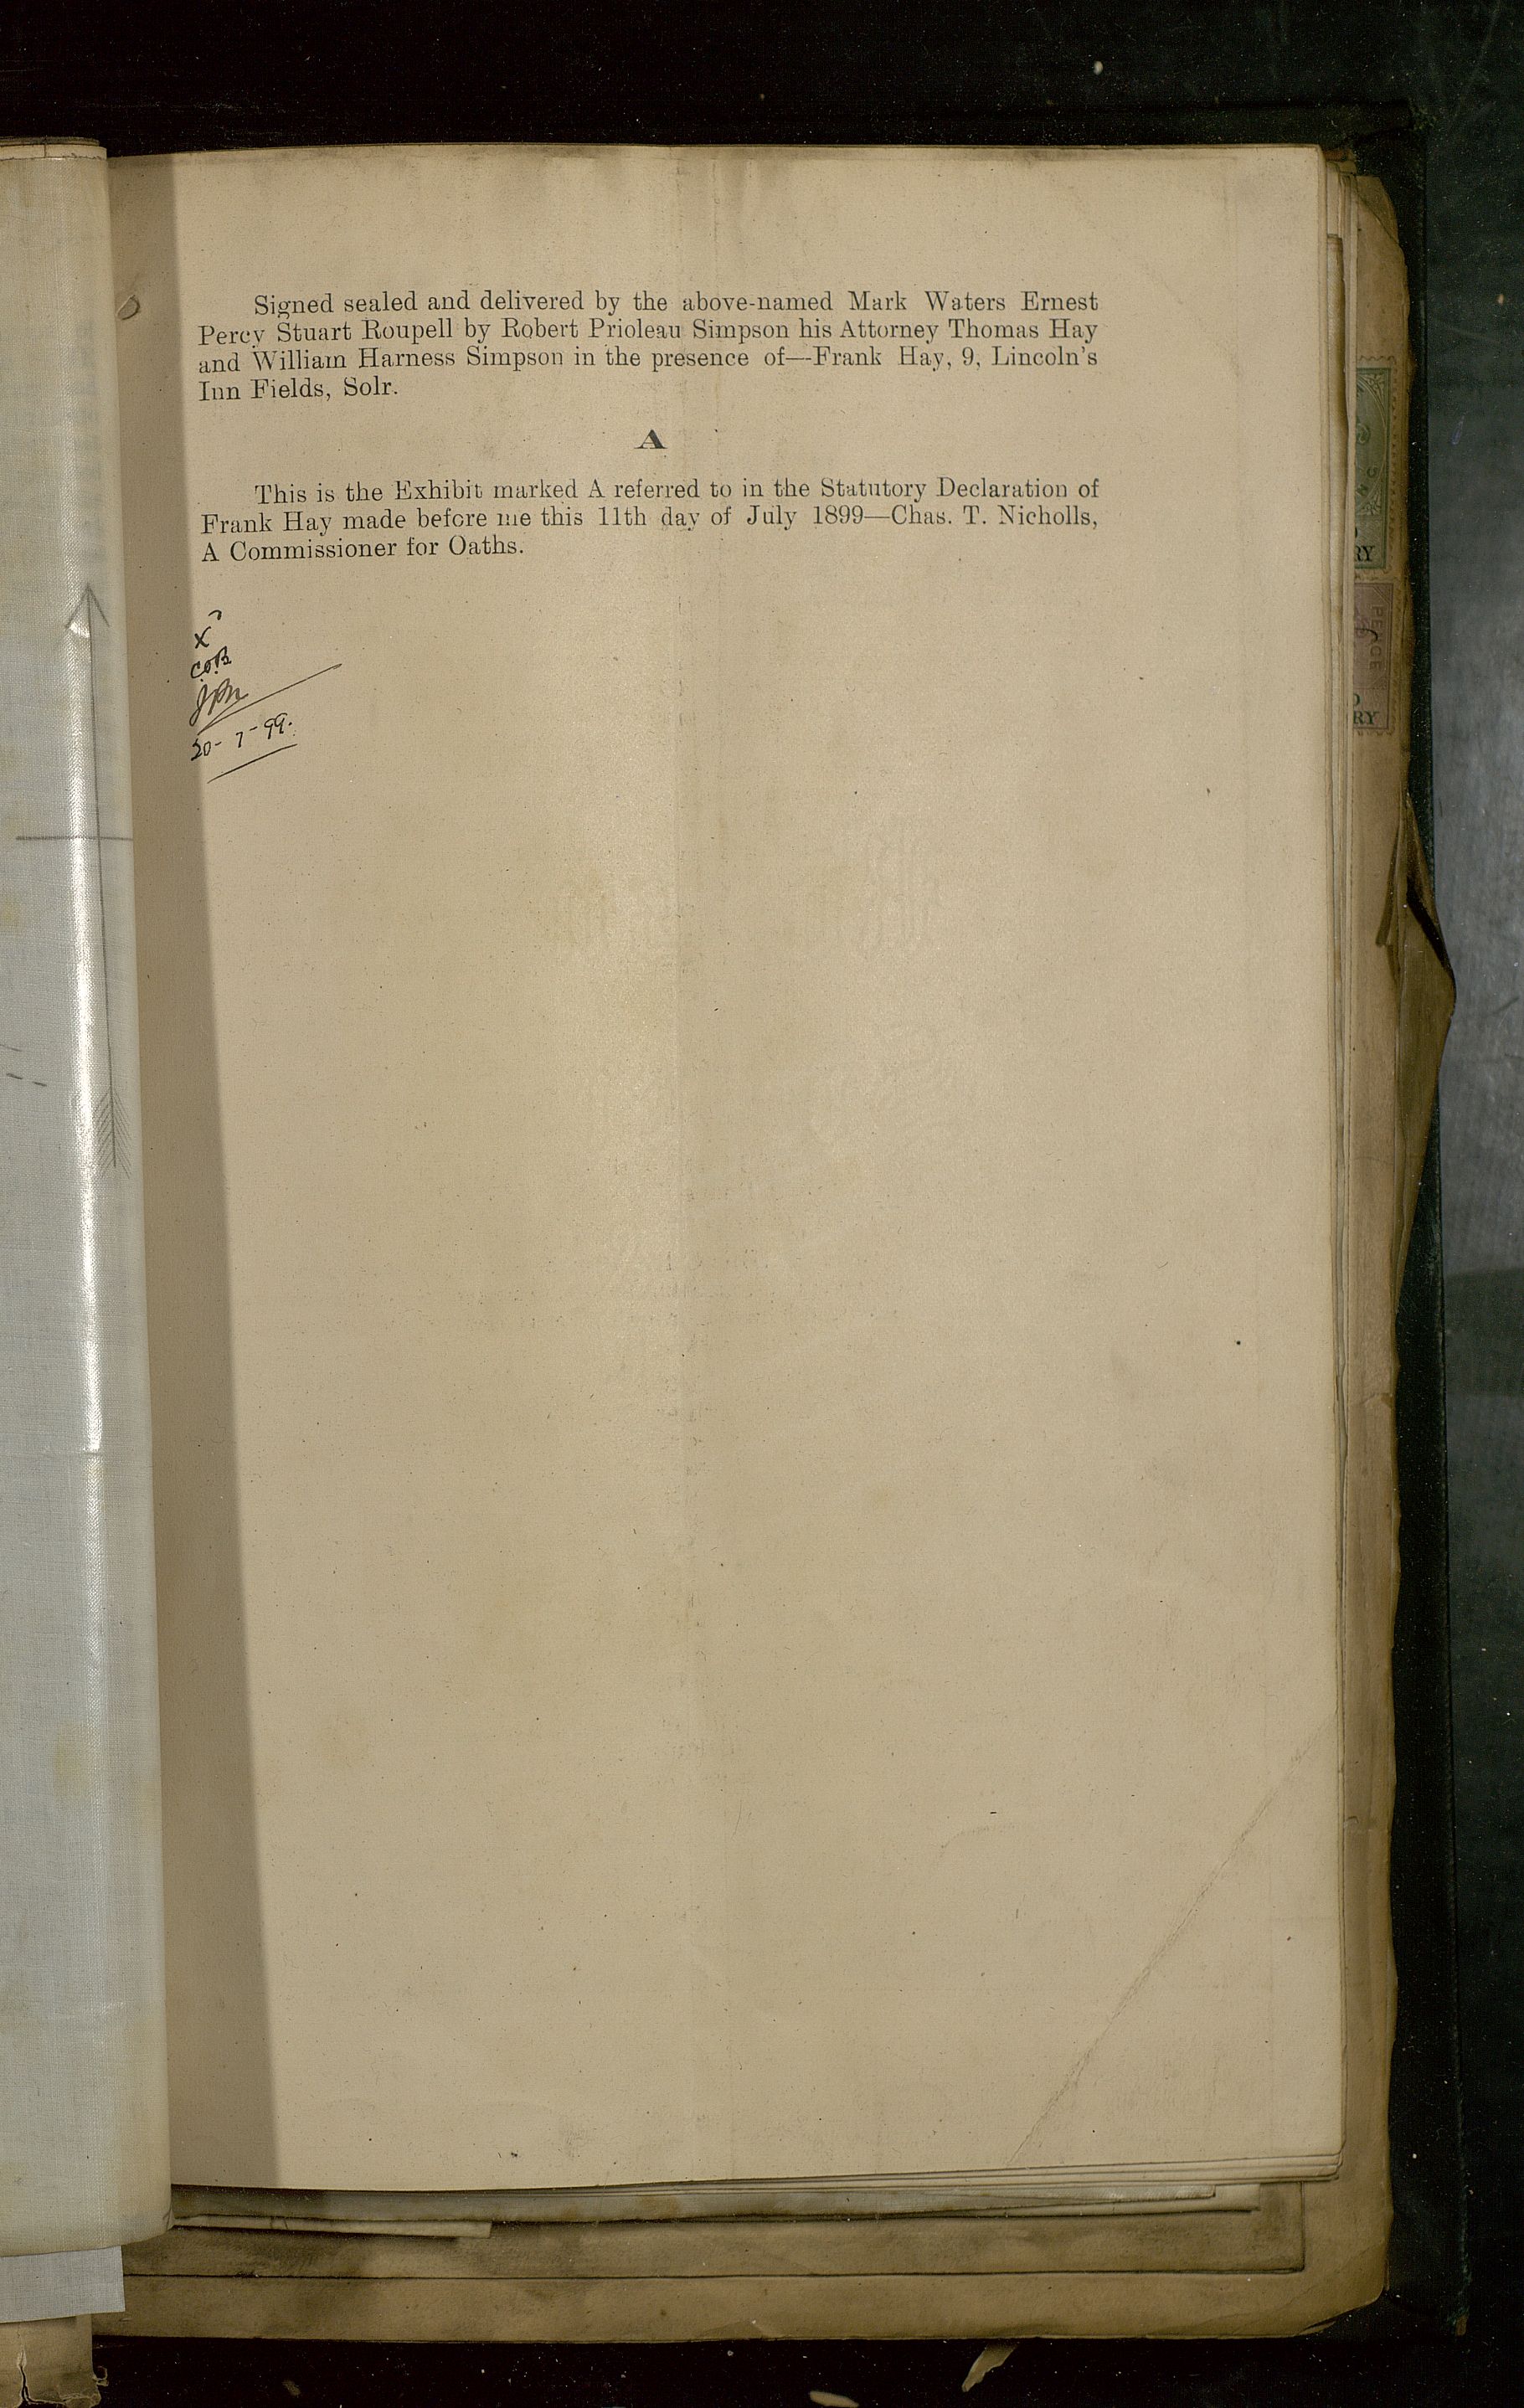 Signed sealed and delivered by the above-named Mark Waters Ernest
Percy Stuart Roupell by Robert Prioleau Simpson his Attorney Thomas Hay
and William Harness Simpson in the presence of—Frank Hay, 9, Lincoln's
Inn Fields, Solr.
A
This is the Exhibit marked A referred to in the Statutory Declaration of
Frank Hay made before me this 11th day of July 1899—Chas. T. Nicholls,
A Commissioner for Oaths.
X
C.O.B
20-7-99.
RY
PENCE
RY